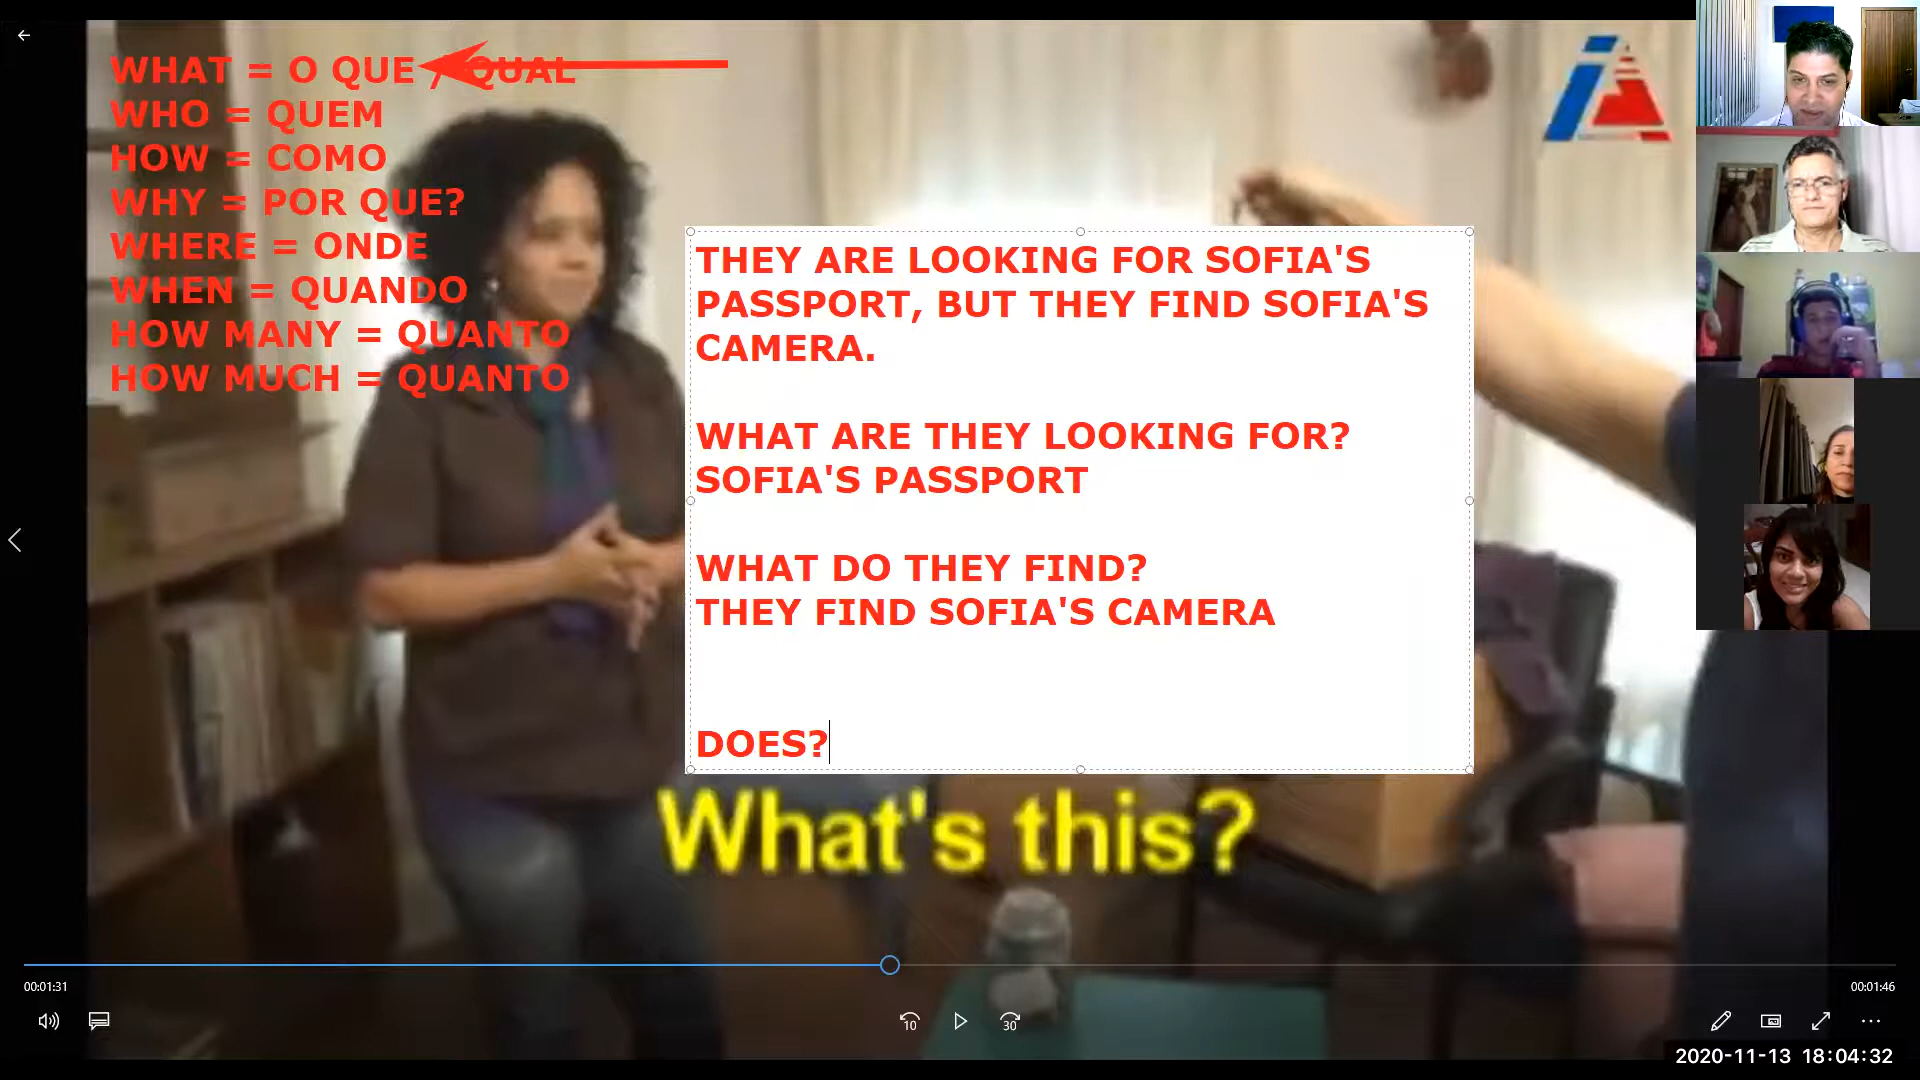 WHAT = O QUE / QUAL
WHO = QUEM
HOW = COMO
WHY = POR QUE?
WHERE = ONDE
WHEN = QUANDO
HOW MANY = QUANTO
HOW MUCH = QUANTO
THEY ARE LOOKING FOR SOFIA'S
PASSPORT, BUT THEY FIND SOFIA'S
CAMERA.
WHAT ARE THEY LOOKING FOR?
SOFIA'S PASSPORT
WHAT DO THEY FIND?
THEY FIND SOFIA'S CAMERA
DOES?
What's this?
00:01:31
00:01:46
10
30
2020-11-13 18:04:32